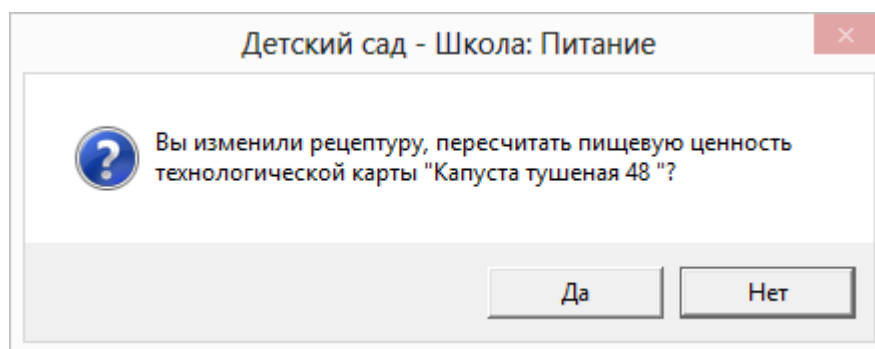 Детский сад - Школа: Питание
Вы изменили рецептуру, пересчитать пищевую ценность
технологической карты "Капуста тушеная 48 "?
Да
Нет